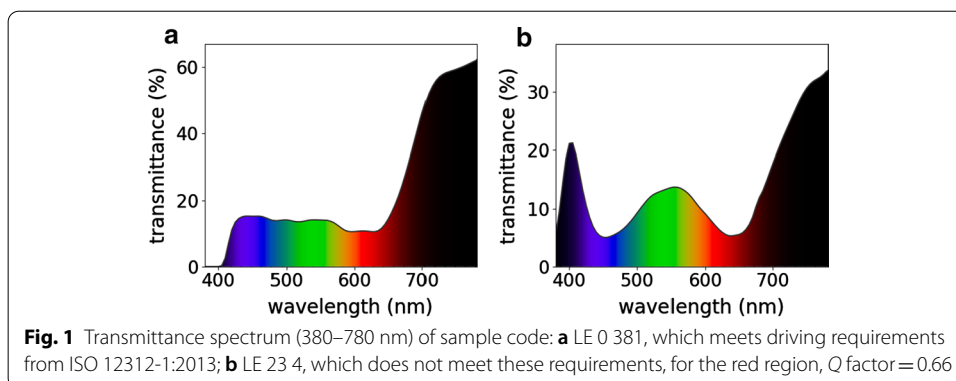 a
b
transmittance (%)
60
40
20
0
400 500 600 700
wavelength (nm)
transmittance (%)
30
20
10
0
400 500 600 700
wavelength (nm)
Fig. 1 Transmittance spectrum (380–780 nm) of sample code: a LE 0 381, which meets driving requirements
from ISO 12312-1:2013; b LE 23 4, which does not meet these requirements, for the red region, Q factor = 0.66